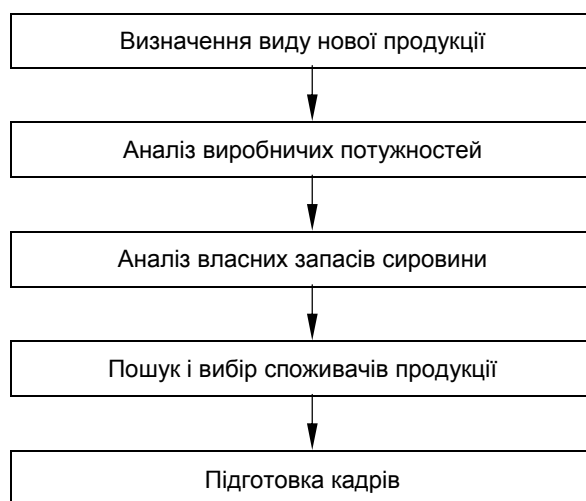 Визначення виду нової продукції
Аналіз виробничих потужностей
Аналіз власних запасів сировини
Пошук і вибір споживачів продукції
Підготовка кадрів